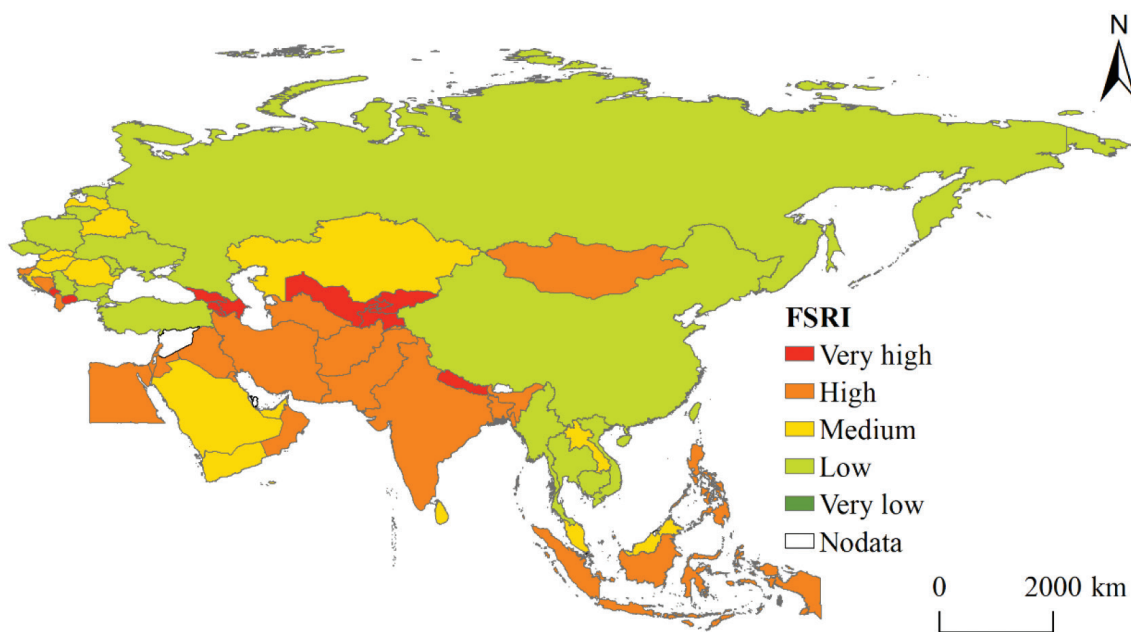 N
FSRI
Very high
High
Medium
Low
Very low
Nodata
0 2000 km